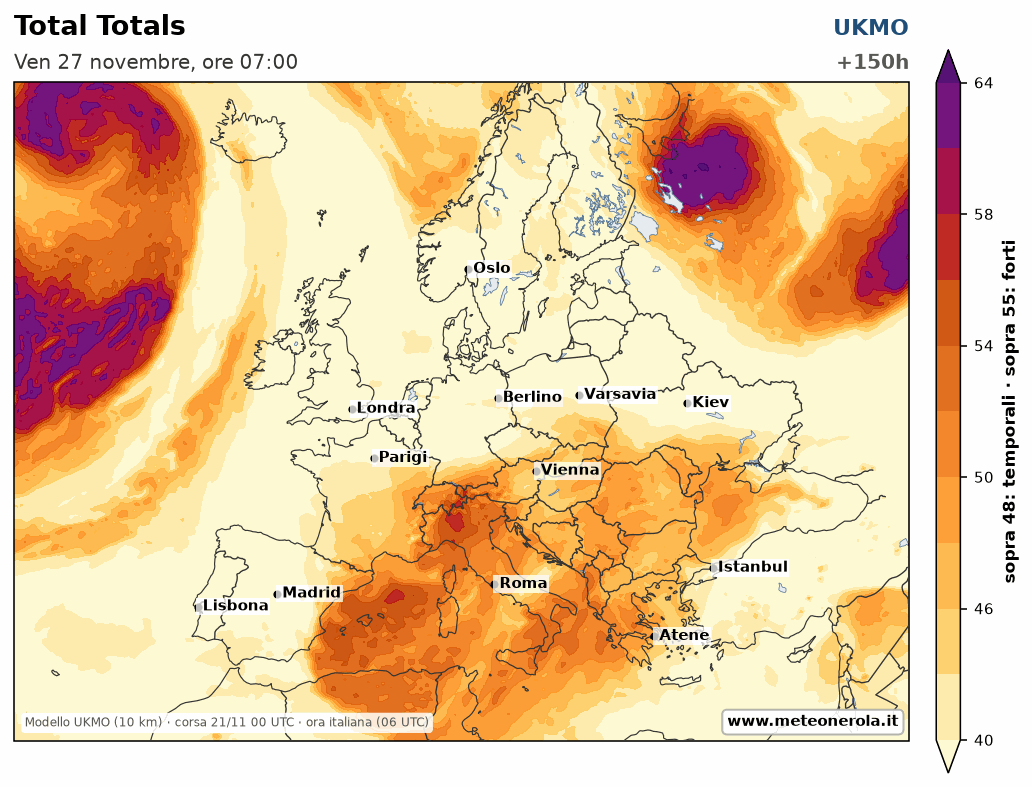 Total Totals
UKMO
Ven 27 novembre, ore 07:00
+150h
64
58
54
50
46
40
sopra 48: temporali · sopra 55: forti
Oslo
Berlino
Varsavia
Kiev
Londra
Parigi
Vienna
Istanbul
Roma
Madrid
Lisbona
Atene
Modello UKMO (10 km) · corsa 21/11 00 UTC · ora italiana (06 UTC)
www.meteonerola.it